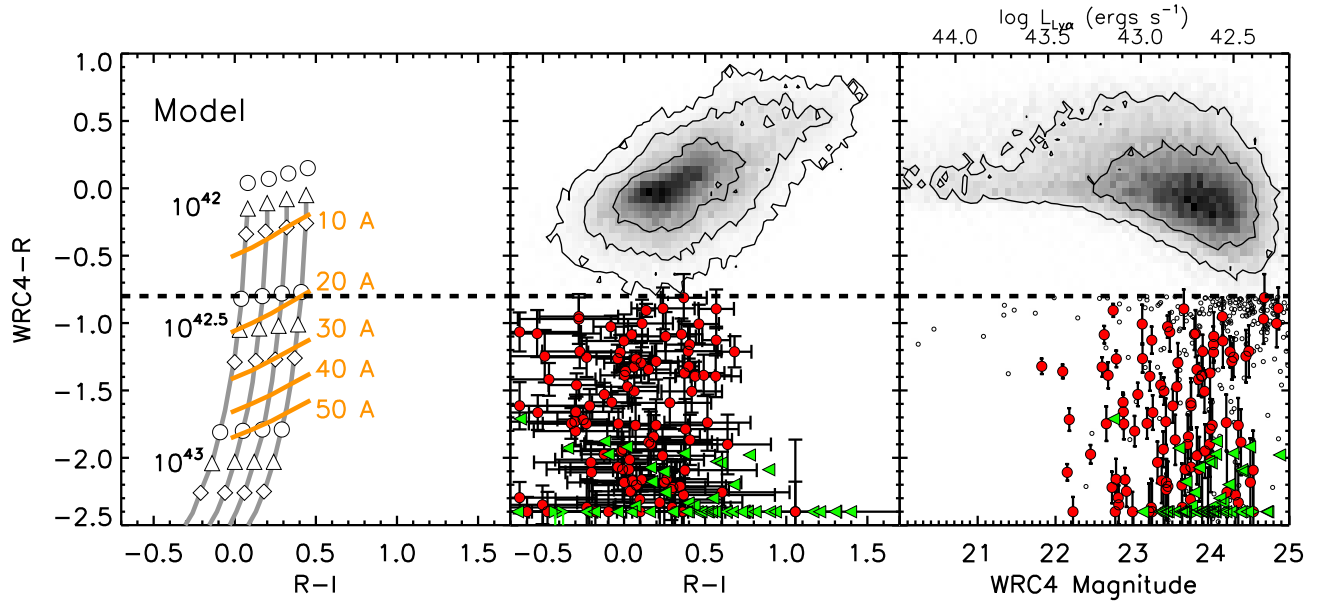 log L_Lyα (ergs s⁻¹)
44.0 43.5 43.0 42.5
1.0
0.5
0.0
−0.5
−1.0
−1.5
−2.0
−2.5
WRC4−R
Model
10^42
10^42.5
10^43
10 A
20 A
30 A
40 A
50 A
−0.5 0.0 0.5 1.0 1.5
R−I
−0.5 0.0 0.5 1.0 1.5
R−I
21 22 23 24 25
WRC4 Magnitude